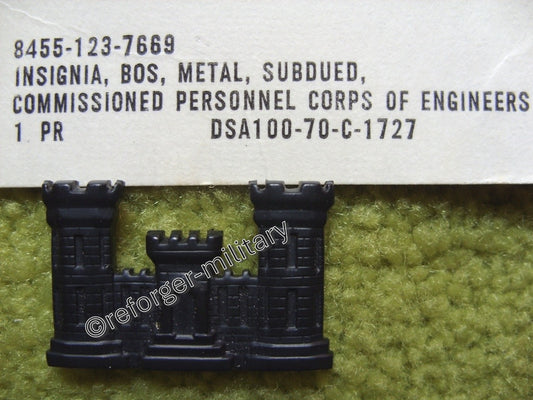 8455-123-7669
INSIGNIA, BOS, METAL, SUBDUED,
COMMISSIONED PERSONNEL CORPS OF ENGINEERS
1 PR DSA100-70-C-1727
©reforger-military